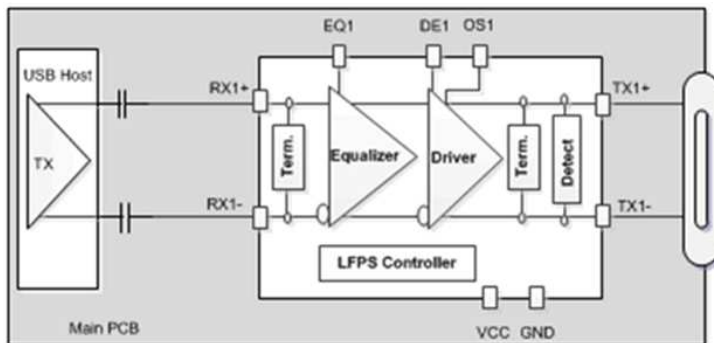 EQ1 DE1 OS1
USB Host
RX1+ TX1+
TX
Term.
Equalizer
Driver
Term.
Detect
RX1- TX1-
LFPS Controller
Main PCB
VCC GND